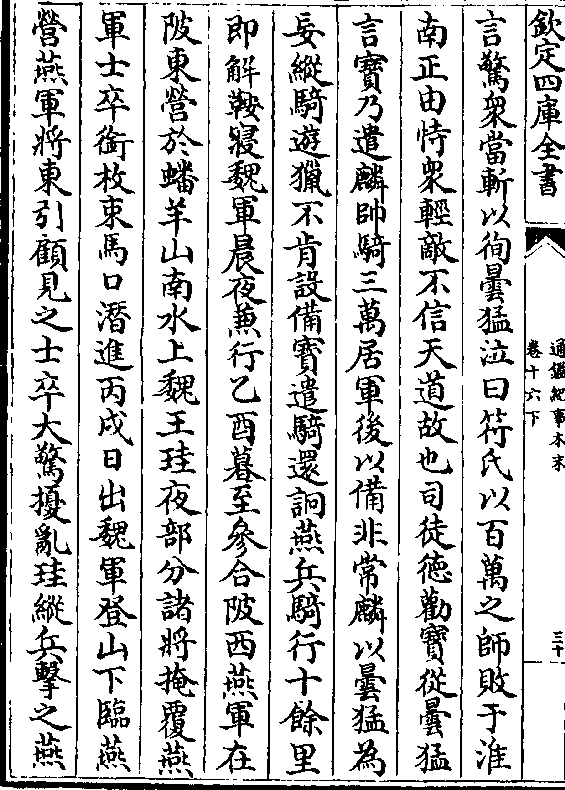 欽定四庫全書
通鑑紀事本末
卷十六下
三十
言驚衆當斬以徇曇猛泣曰苻氏以百萬之師敗于淮
南正由恃衆輕敵不信天道故也司徒德勸寶從曇猛
言寶乃遣麟帥騎三萬居軍後以備非常麟以曇猛為
妄縱騎遊獵不肯設備寶遣騎還詗燕兵騎行十餘里
即解鞍寢魏軍晨夜兼行乙酉暮至參合陂西燕軍在
陂東營於蟠羊山南水上魏王珪夜部分諸將掩覆燕
軍士卒銜枚束馬口潛進丙戌日出魏軍登山下臨燕
營燕軍將東引顧見之士卒大驚擾亂珪縱兵擊之燕